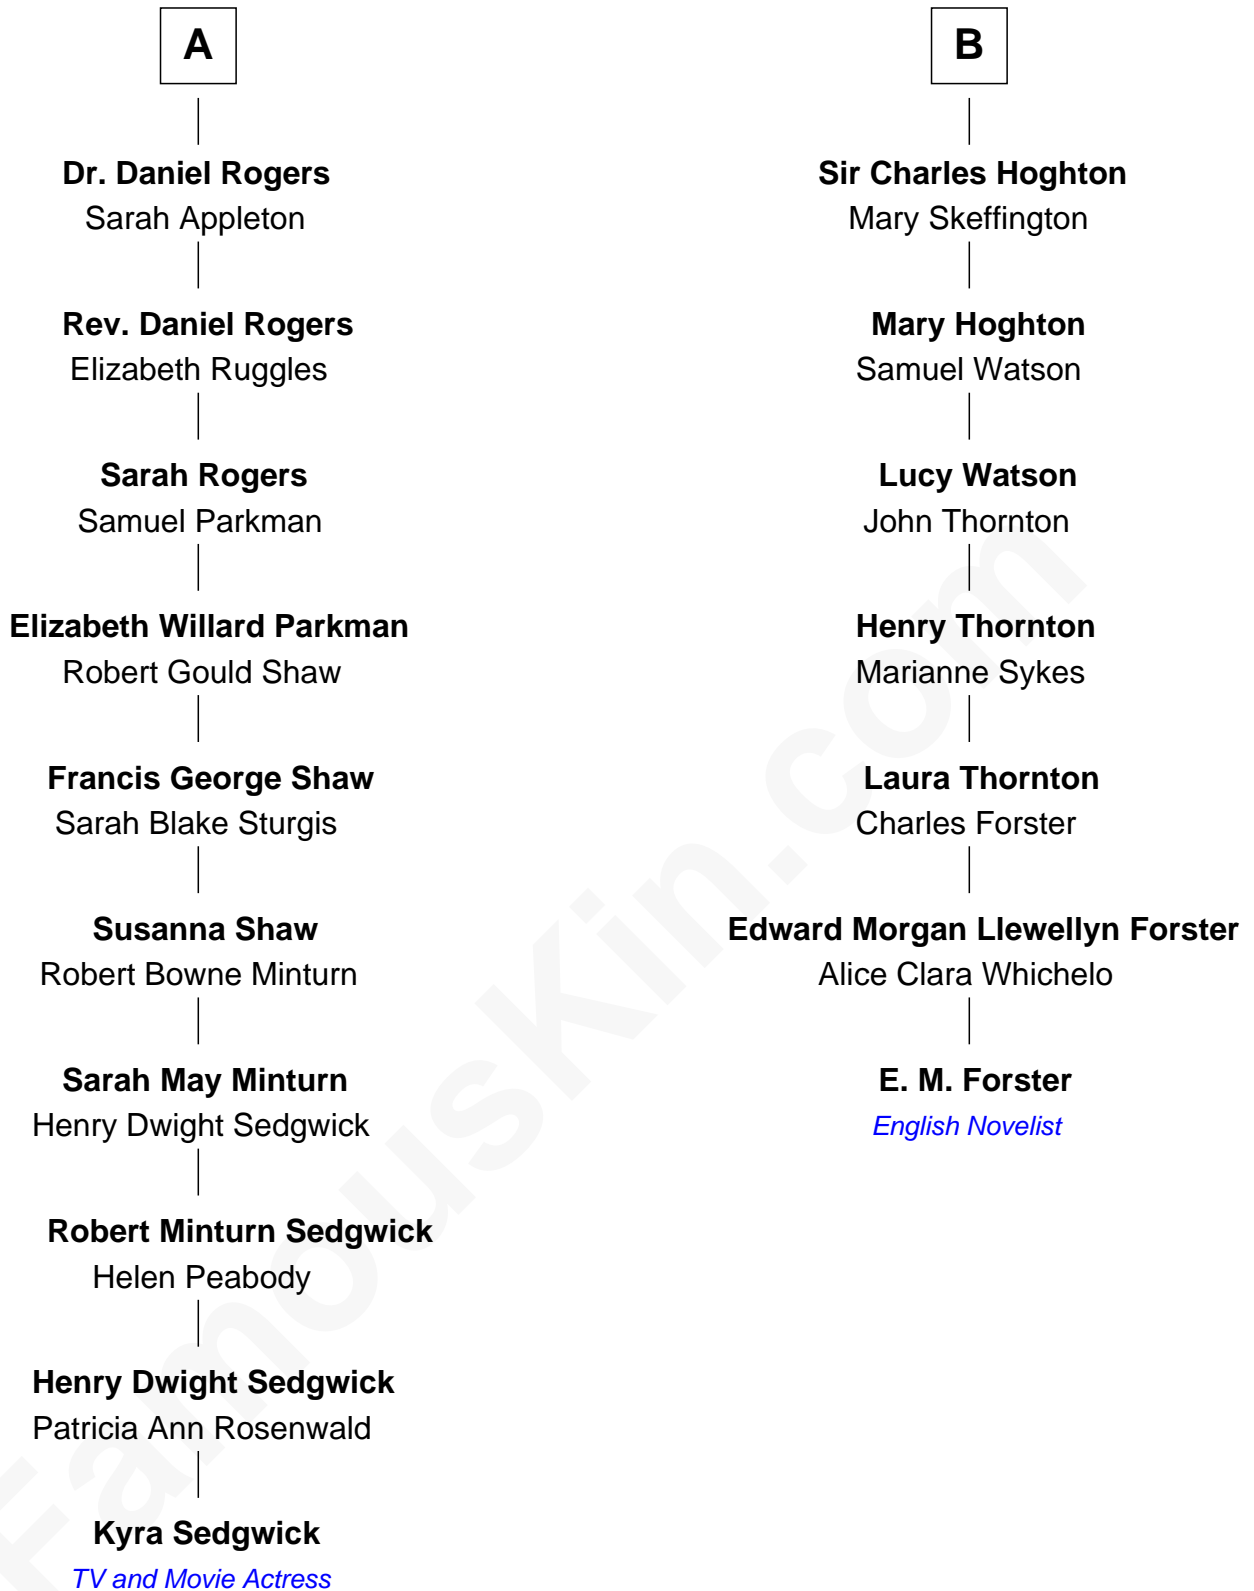 A
Dr. Daniel Rogers
Sarah Appleton
Rev. Daniel Rogers
Elizabeth Ruggles
Sarah Rogers
Samuel Parkman
Elizabeth Willard Parkman
Robert Gould Shaw
Francis George Shaw
Sarah Blake Sturgis
Susanna Shaw
Robert Bowne Minturn
Sarah May Minturn
Henry Dwight Sedgwick
Robert Minturn Sedgwick
Helen Peabody
Henry Dwight Sedgwick
Patricia Ann Rosenwald
Kyra Sedgwick
TV and Movie Actress
B
Sir Charles Hoghton
Mary Skeffington
Mary Hoghton
Samuel Watson
Lucy Watson
John Thornton
Henry Thornton
Marianne Sykes
Laura Thornton
Charles Forster
Edward Morgan Llewellyn Forster
Alice Clara Whichelo
E. M. Forster
English Novelist
FamousKin.com